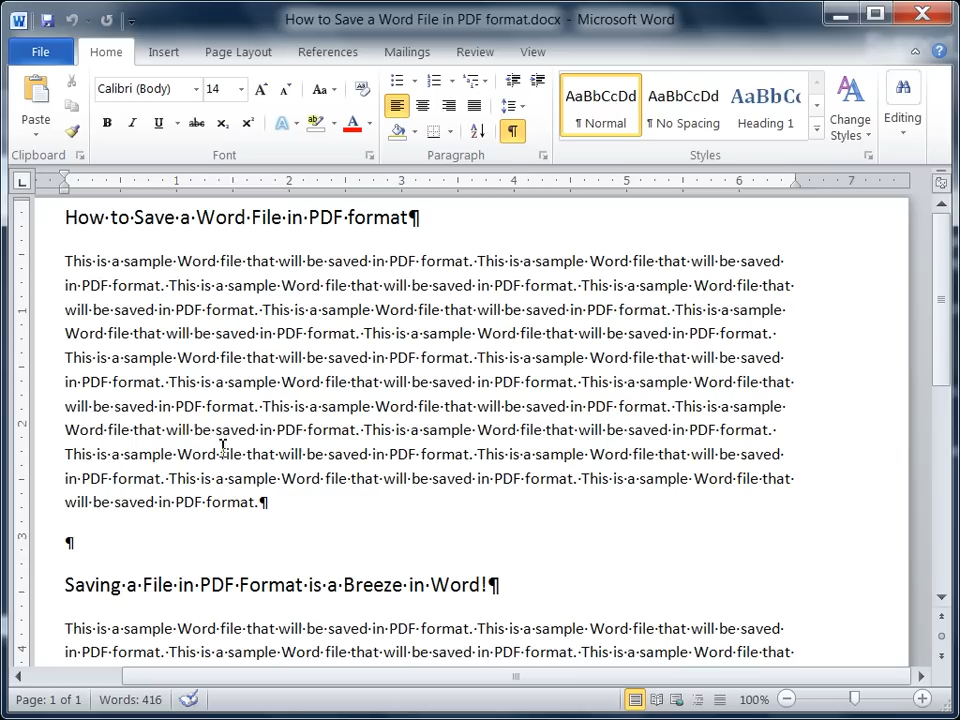 How to Save a Word File in PDF format.docx - Microsoft Word
File Home Insert Page Layout References Mailings Review View
Paste
Clipboard
Calibri (Body) 14
Font
Paragraph
AaBbCcDd AaBbCcDd AaBbCc
¶ Normal ¶ No Spacing Heading 1
Change Styles
Styles
Editing
1 2 3 4 5 6 7
How·to·Save·a·Word·File·in·PDF·format¶
This·is·a·sample·Word·file·that·will·be·saved·in·PDF·format.·This·is·a·sample·Word·file·that·will·be·saved·
in·PDF·format.·This·is·a·sample·Word·file·that·will·be·saved·in·PDF·format.·This·is·a·sample·Word·file·that·
will·be·saved·in·PDF·format.·This·is·a·sample·Word·file·that·will·be·saved·in·PDF·format.·This·is·a·sample·
Word·file·that·will·be·saved·in·PDF·format.·This·is·a·sample·Word·file·that·will·be·saved·in·PDF·format.·
This·is·a·sample·Word·file·that·will·be·saved·in·PDF·format.·This·is·a·sample·Word·file·that·will·be·saved·
in·PDF·format.·This·is·a·sample·Word·file·that·will·be·saved·in·PDF·format.·This·is·a·sample·Word·file·that·
will·be·saved·in·PDF·format.·This·is·a·sample·Word·file·that·will·be·saved·in·PDF·format.·This·is·a·sample·
Word·file·that·will·be·saved·in·PDF·format.·This·is·a·sample·Word·file·that·will·be·saved·in·PDF·format.·
This·is·a·sample·Word·file·that·will·be·saved·in·PDF·format.·This·is·a·sample·Word·file·that·will·be·saved·
in·PDF·format.·This·is·a·sample·Word·file·that·will·be·saved·in·PDF·format.·This·is·a·sample·Word·file·that·
will·be·saved·in·PDF·format.¶
¶
Saving·a·File·in·PDF·Format·is·a·Breeze·in·Word!¶
This·is·a·sample·Word·file·that·will·be·saved·in·PDF·format.·This·is·a·sample·Word·file·that·will·be·saved·
in·PDF·format.·This·is·a·sample·Word·file·that·will·be·saved·in·PDF·format.·This·is·a·sample·Word·file·that·
Page: 1 of 1 Words: 416 100%